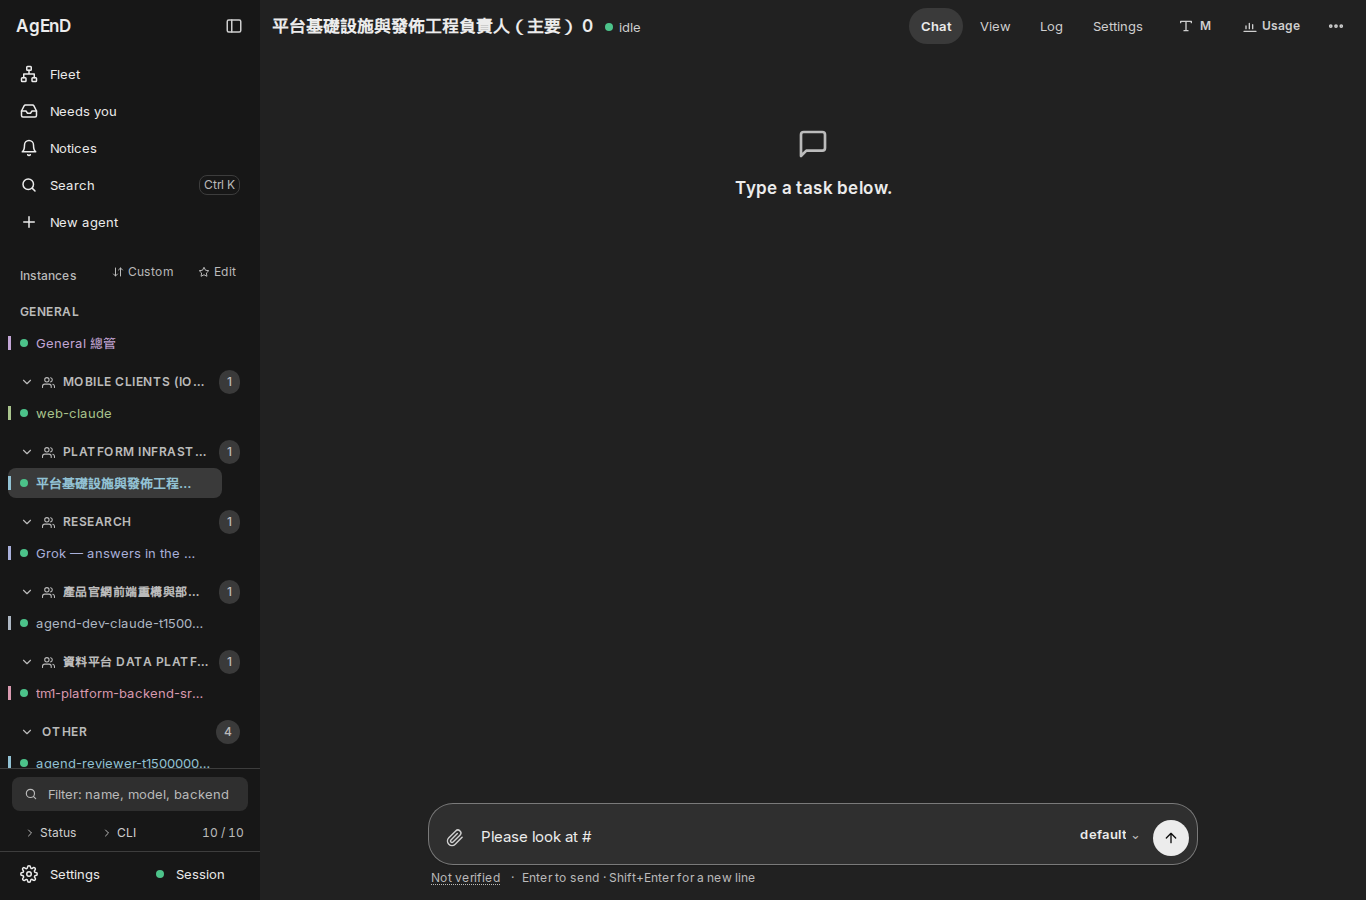 AgEnD
Fleet
Needs you
Notices
Search
Ctrl K
New agent
Instances
Custom
Edit
GENERAL
General 總管
MOBILE CLIENTS (IO...
1
web-claude
PLATFORM INFRAST...
1
平台基礎設施與發佈工程...
RESEARCH
1
Grok — answers in the ...
產品官網前端重構與部...
1
agend-dev-claude-t1500...
資料平台 DATA PLATF...
1
tm1-platform-backend-sr...
OTHER
4
agend-reviewer-t1500000...
Filter: name, model, backend
Status
CLI
10 / 10
Settings
Session
平台基礎設施與發佈工程負責人（主要）0
idle
Chat
View
Log
Settings
M
Usage
Type a task below.
Please look at #
default
Not verified · Enter to send · Shift+Enter for a new line